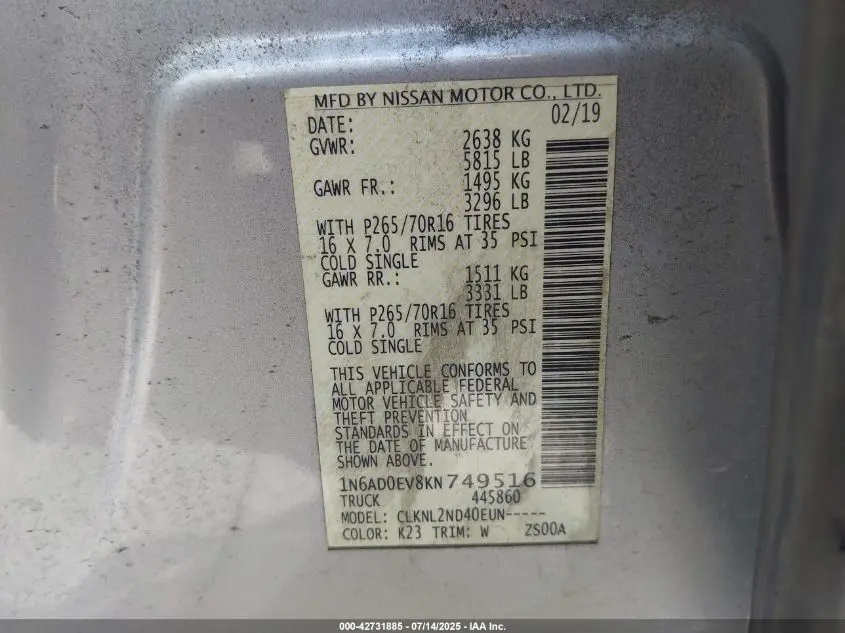 MFD BY NISSAN MOTOR CO., LTD.
DATE: 02/19
GVWR: 2638 KG
5815 LB
GAWR FR.: 1495 KG
3296 LB
WITH P265/70R16 TIRES
16 X 7.0 RIMS AT 35 PSI
COLD SINGLE
GAWR RR.: 1511 KG
3331 LB
WITH P265/70R16 TIRES
16 X 7.0 RIMS AT 35 PSI
COLD SINGLE
THIS VEHICLE CONFORMS TO
ALL APPLICABLE FEDERAL
MOTOR VEHICLE SAFETY AND
THEFT PREVENTION
STANDARDS IN EFFECT ON
THE DATE OF MANUFACTURE
SHOWN ABOVE.
1N6AD0EV8KN749516
TRUCK 445860
MODEL: CLKNL2ND40EUN-----
COLOR: K23 TRIM: W ZS00A
000-42731885 / 07/14/2025 - IAA Inc.